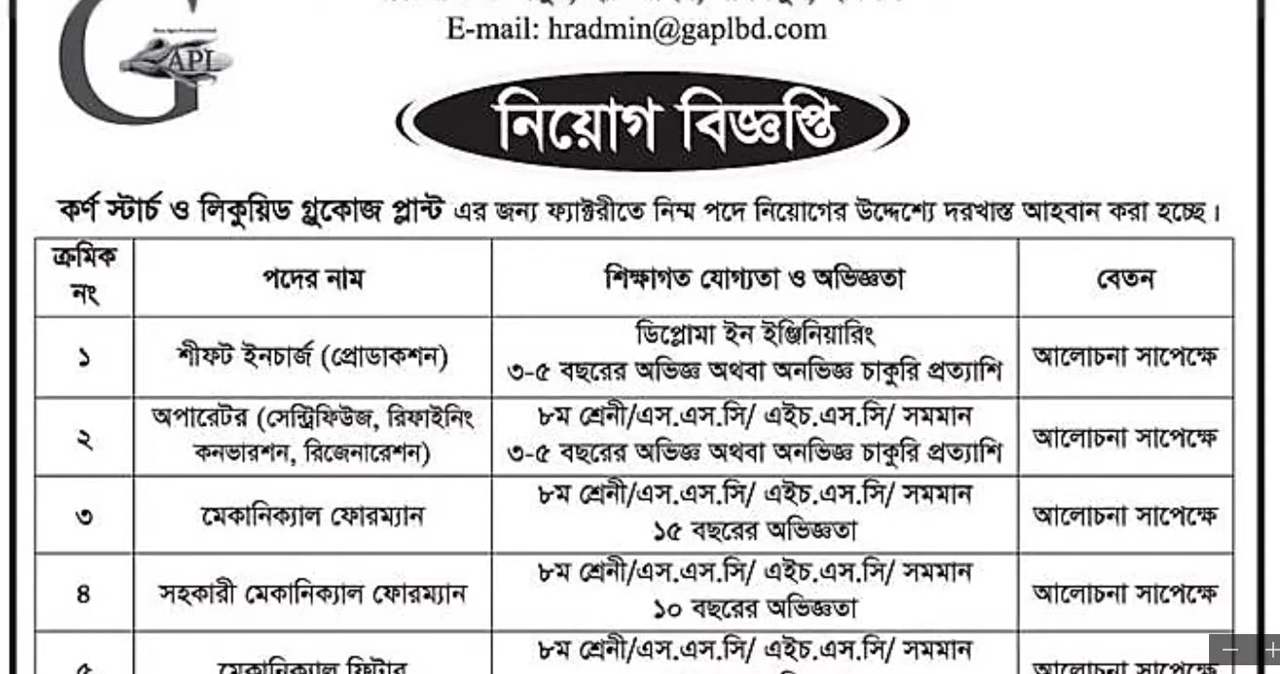 APL
E-mail: hradmin@gaplbd.com
নিয়োগ বিজ্ঞপ্তি
কর্ণ স্টার্চ ও লিকুয়িড গ্লুকোজ প্লান্ট এর জন্য ফ্যাক্টরীতে নিম্ম পদে নিয়োগের উদ্দেশ্যে দরখাস্ত আহবান করা হচ্ছে।
ক্রমিক নং পদের নাম শিক্ষাগত যোগ্যতা ও অভিজ্ঞতা বেতন
১ শীফট ইনচার্জ (প্রোডাকশন) ডিপ্লোমা ইন ইঞ্জিনিয়ারিং
৩-৫ বছরের অভিজ্ঞ অথবা অনভিজ্ঞ চাকুরি প্রত্যাশি আলোচনা সাপেক্ষে
২ অপারেটর (সেন্ট্রিফিউজ, রিফাইনিং
কনভারশন, রিজেনারেশন) ৮ম শ্রেনী/এস.এস.সি/ এইচ.এস.সি/ সমমান
৩-৫ বছরের অভিজ্ঞ অথবা অনভিজ্ঞ চাকুরি প্রত্যাশি আলোচনা সাপেক্ষে
৩ মেকানিক্যাল ফোরম্যান ৮ম শ্রেনী/এস.এস.সি/ এইচ.এস.সি/ সমমান
১৫ বছরের অভিজ্ঞতা আলোচনা সাপেক্ষে
৪ সহকারী মেকানিক্যাল ফোরম্যান ৮ম শ্রেনী/এস.এস.সি/ এইচ.এস.সি/ সমমান
১০ বছরের অভিজ্ঞতা আলোচনা সাপেক্ষে
৫ মেকানিক্যাল ফিটার ৮ম শ্রেনী/এস.এস.সি/ এইচ.এস.সি/ সমমান
আলোচনা সাপেক্ষে